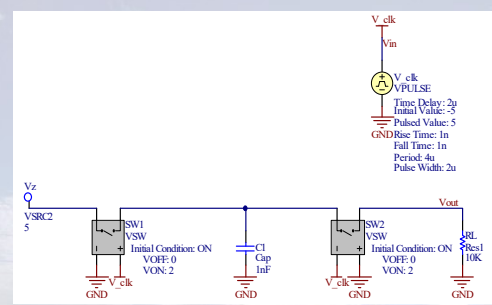 V_clk
Vin
V_clk
VPULSE
Time Delay: 2u
Initial Value: -5
Pulsed Value: 5
GND Rise Time: 1n
Fall Time: 1n
Period: 4u
Pulse Width: 2u
Vz
VSRC2
5
SW1
VSW
Initial Condition: ON
VOFF: 0
VON: 2
GND
V_clk
C1
Cap
1nF
GND
SW2
VSW
Initial Condition: ON
VOFF: 0
VON: 2
GND
V_clk
Vout
RL
Res1
10K
GND